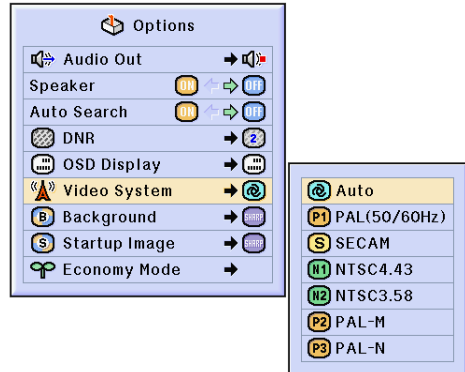 Options
Audio Out
Speaker ON OFF
Auto Search ON OFF
DNR 2
OSD Display
Video System
B Background SHARP
S Startup Image SHARP
Economy Mode
Auto
P1 PAL(50/60Hz)
S SECAM
N1 NTSC4.43
N2 NTSC3.58
P2 PAL-M
P3 PAL-N